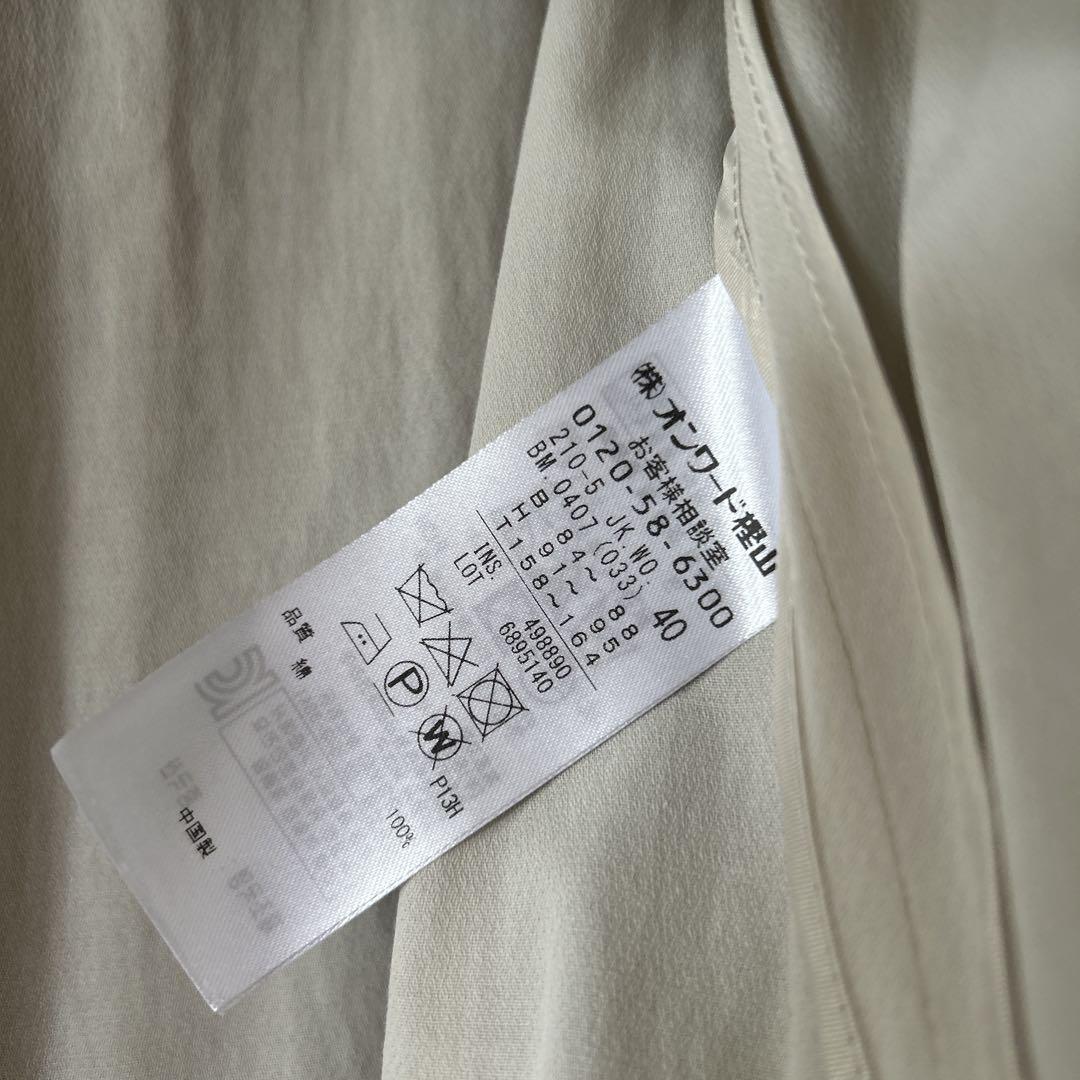 (株)オンワード樫山
お客様相談室
0120-58-6300
210-5 JK.WO. 40
BM.0407(033)
B 84~ 88
H 91~ 95
T158~164
INS. 498890
LOT 6895140
P
W
P13H
品質 綿 100%
中国製